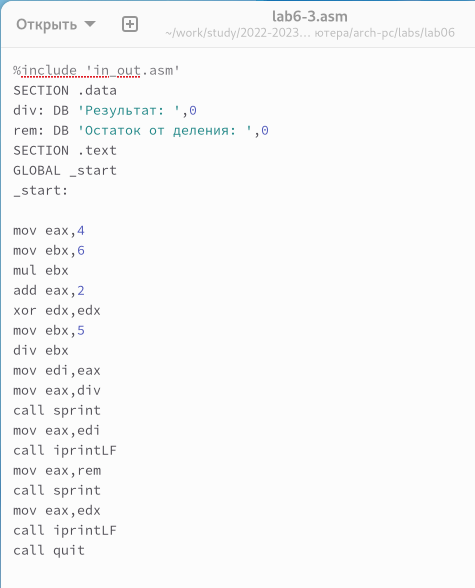 Открыть
lab6-3.asm
~/work/study/2022-2023... ютера/arch-pc/labs/lab06
%include 'in_out.asm'
SECTION .data
div: DB 'Результат: ',0
rem: DB 'Остаток от деления: ',0
SECTION .text
GLOBAL _start
_start:
mov eax,4
mov ebx,6
mul ebx
add eax,2
xor edx,edx
mov ebx,5
div ebx
mov edi,eax
mov eax,div
call sprint
mov eax,edi
call iprintLF
mov eax,rem
call sprint
mov eax,edx
call iprintLF
call quit